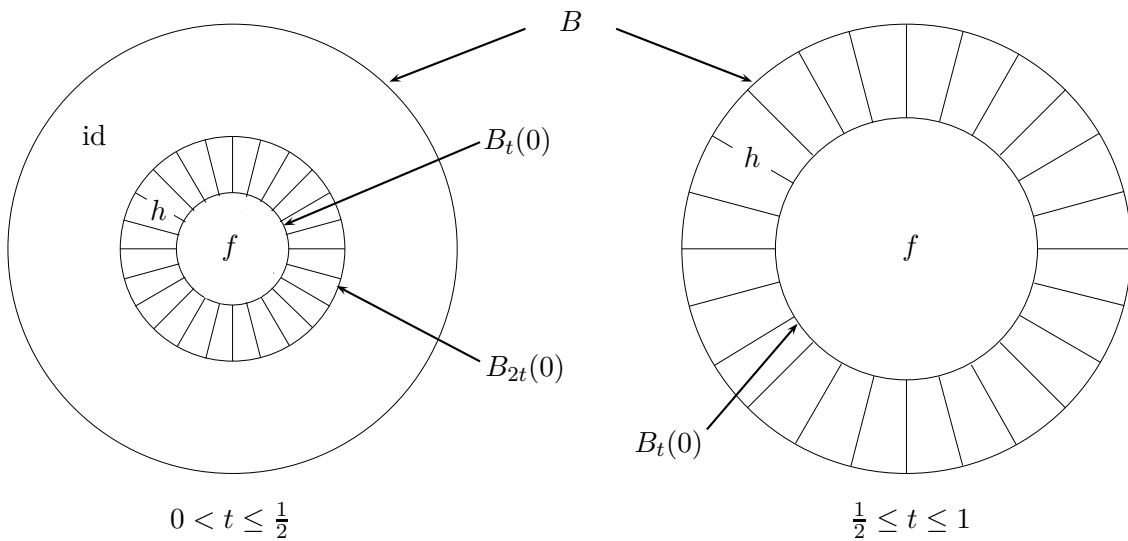 B
id
B_t(0)
h
h
f
f
B_{2t}(0)
B_t(0)
0 < t ≤ 1/2
1/2 ≤ t ≤ 1